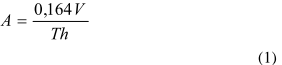 A = 0,164 V / Th
(1)